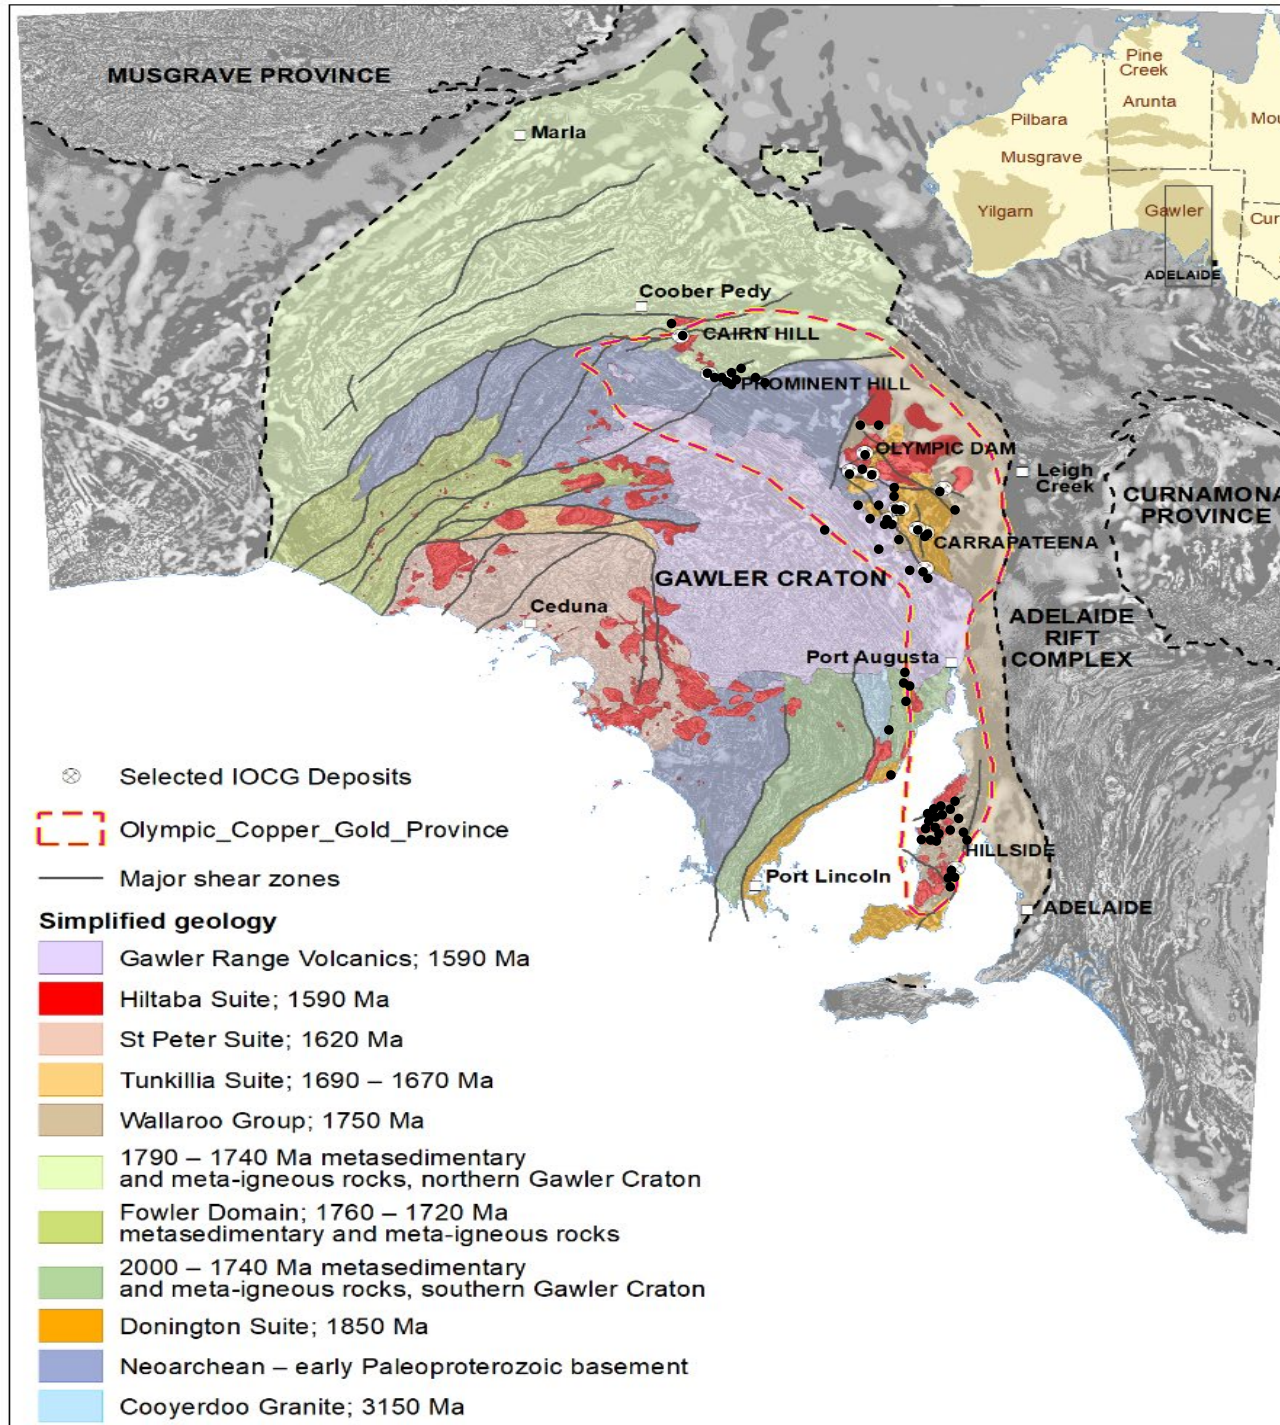 MUSGRAVE PROVINCE
Marla
Pine
Creek
Arunta
Pilbara
Mou
Musgrave
Yilgarn
Gawler
Cur
ADELAIDE
Coober Pedy
CAIRN HILL
PROMINENT HILL
OLYMPIC DAM
Leigh
Creek
CURNAMONA
PROVINCE
CARRAPATEENA
GAWLER CRATON
Ceduna
ADELAIDE
RIFT
COMPLEX
Port Augusta
HILLSIDE
Port Lincoln
ADELAIDE
Selected IOCG Deposits
Olympic_Copper_Gold_Province
Major shear zones
Simplified geology
Gawler Range Volcanics; 1590 Ma
Hiltaba Suite; 1590 Ma
St Peter Suite; 1620 Ma
Tunkillia Suite; 1690 – 1670 Ma
Wallaroo Group; 1750 Ma
1790 – 1740 Ma metasedimentary
and meta-igneous rocks, northern Gawler Craton
Fowler Domain; 1760 – 1720 Ma
metasedimentary and meta-igneous rocks
2000 – 1740 Ma metasedimentary
and meta-igneous rocks, southern Gawler Craton
Donington Suite; 1850 Ma
Neoarchean – early Paleoproterozoic basement
Cooyerdoo Granite; 3150 Ma